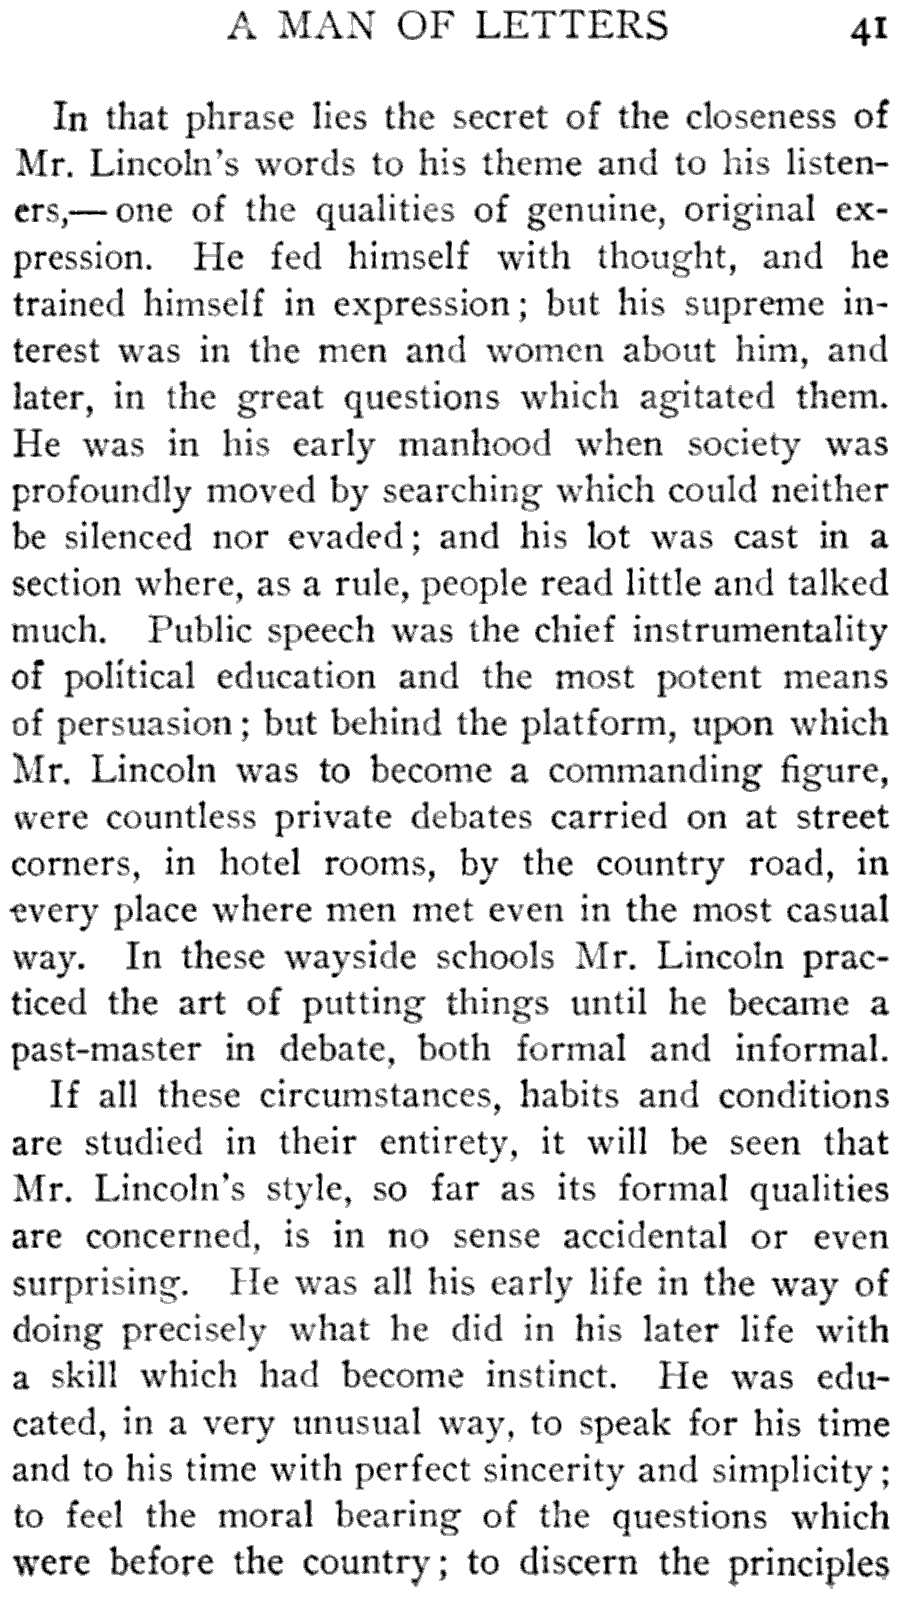 A MAN OF LETTERS 41
In that phrase lies the secret of the closeness of
Mr. Lincoln's words to his theme and to his listen-
ers,— one of the qualities of genuine, original ex-
pression. He fed himself with thought, and he
trained himself in expression; but his supreme in-
terest was in the men and women about him, and
later, in the great questions which agitated them.
He was in his early manhood when society was
profoundly moved by searching which could neither
be silenced nor evaded; and his lot was cast in a
section where, as a rule, people read little and talked
much. Public speech was the chief instrumentality
of political education and the most potent means
of persuasion; but behind the platform, upon which
Mr. Lincoln was to become a commanding figure,
were countless private debates carried on at street
corners, in hotel rooms, by the country road, in
every place where men met even in the most casual
way. In these wayside schools Mr. Lincoln prac-
ticed the art of putting things until he became a
past-master in debate, both formal and informal.
If all these circumstances, habits and conditions
are studied in their entirety, it will be seen that
Mr. Lincoln's style, so far as its formal qualities
are concerned, is in no sense accidental or even
surprising. He was all his early life in the way of
doing precisely what he did in his later life with
a skill which had become instinct. He was edu-
cated, in a very unusual way, to speak for his time
and to his time with perfect sincerity and simplicity;
to feel the moral bearing of the questions which
were before the country; to discern the principles